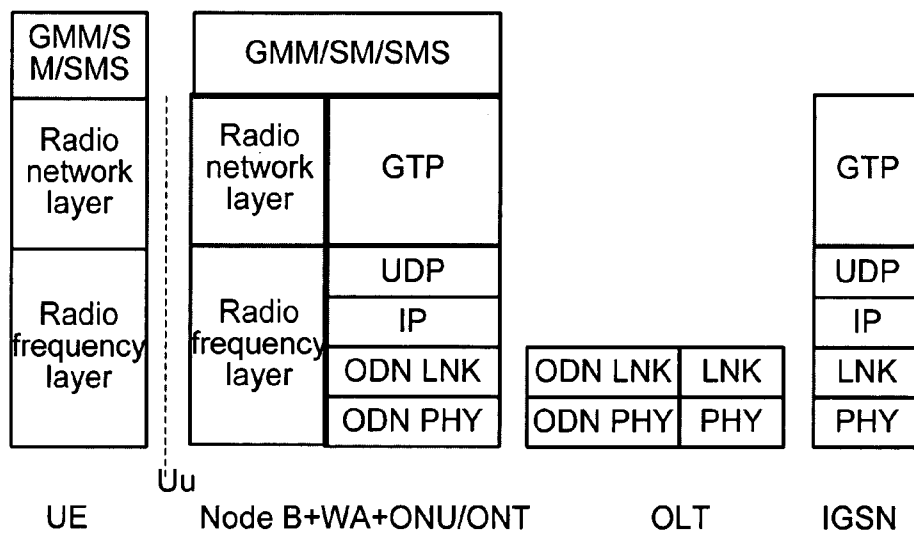 GMM/S
M/SMS
Radio
network
layer
Radio
frequency
layer
UE
Uu
GMM/SM/SMS
Radio
network
layer
GTP
Radio
frequency
layer
UDP
IP
ODN LNK
ODN PHY
Node B+WA+ONU/ONT
ODN LNK LNK
ODN PHY PHY
OLT
GTP
UDP
IP
LNK
PHY
IGSN